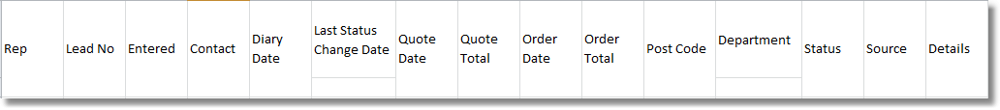 Rep
Lead No
Entered
Contact
Diary
Date
Last Status
Change Date
Quote
Date
Quote
Total
Order
Date
Order
Total
Post Code
Department
Status
Source
Details